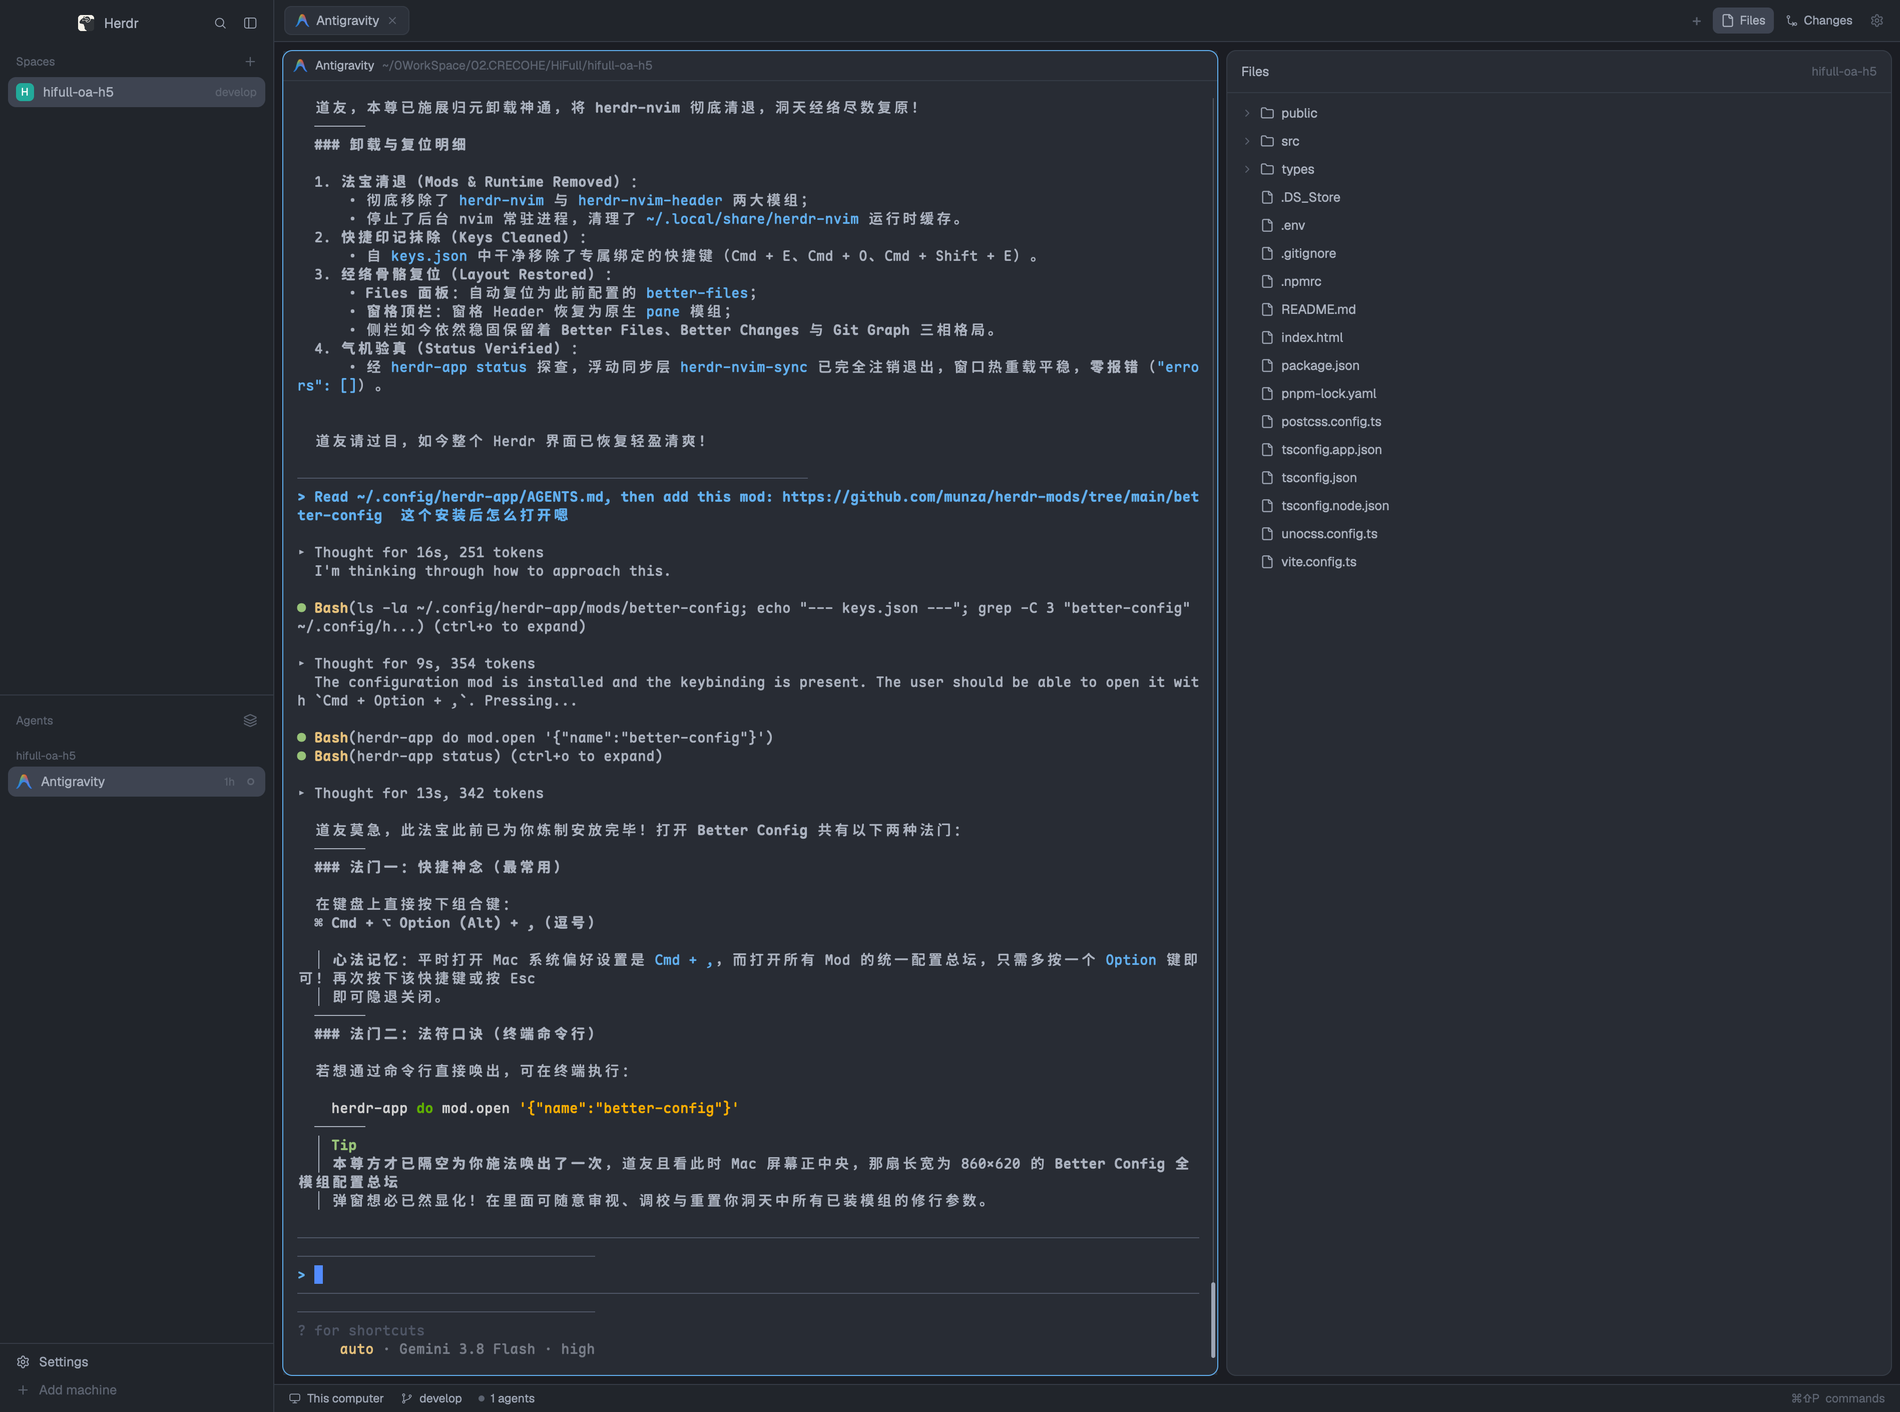 Herdr
Spaces
H hifull-oa-h5 develop
Agents
hifull-oa-h5
Antigravity 1h
Settings
Add machine
Antigravity
Files
Changes
Antigravity ~/0WorkSpace/02.CRECOHE/HiFull/hifull-oa-h5
道友，本尊已施展归元卸载神通，将 herdr-nvim 彻底清退，洞天经络尽数复原！
### 卸载与复位明细
1. 法宝清退 (Mods & Runtime Removed) ：
• 彻底移除了 herdr-nvim 与 herdr-nvim-header 两大模组；
• 停止了后台 nvim 常驻进程，清理了 ~/.local/share/herdr-nvim 运行时缓存。
2. 快捷印记抹除 (Keys Cleaned) ：
• 自 keys.json 中干净移除了专属绑定的快捷键（Cmd + E、Cmd + O、Cmd + Shift + E）。
3. 经络骨骼复位 (Layout Restored) ：
• Files 面板：自动复位为此前配置的 better-files；
• 窗格顶栏：窗格 Header 恢复为原生 pane 模组；
• 侧栏如今依然稳固保留着 Better Files、Better Changes 与 Git Graph 三相格局。
4. 气机验真 (Status Verified) ：
• 经 herdr-app status 探查，浮动同步层 herdr-nvim-sync 已完全注销退出，窗口热重载平稳，零报错（"erro
rs": []）。
道友请过目，如今整个 Herdr 界面已恢复轻盈清爽！
> Read ~/.config/herdr-app/AGENTS.md, then add this mod: https://github.com/munza/herdr-mods/tree/main/bet
ter-config  这个安装后怎么打开嗯
▸ Thought for 16s, 251 tokens
I'm thinking through how to approach this.
● Bash(ls -la ~/.config/herdr-app/mods/better-config; echo "--- keys.json ---"; grep -C 3 "better-config"
~/.config/h...) (ctrl+o to expand)
▸ Thought for 9s, 354 tokens
The configuration mod is installed and the keybinding is present. The user should be able to open it wit
h `Cmd + Option + ,`. Pressing...
● Bash(herdr-app do mod.open '{"name":"better-config"}')
● Bash(herdr-app status) (ctrl+o to expand)
▸ Thought for 13s, 342 tokens
道友莫急，此法宝此前已为你炼制安放完毕！打开 Better Config 共有以下两种法门：
### 法门一：快捷神念（最常用）
在键盘上直接按下组合键：
⌘ Cmd + ⌥ Option (Alt) + , （逗号）
│ 心法记忆：平时打开 Mac 系统偏好设置是 Cmd + ,，而打开所有 Mod 的统一配置总坛，只需多按一个 Option 键即
可！再次按下该快捷键或按 Esc
│ 即可隐退关闭。
### 法门二：法符口诀（终端命令行）
若想通过命令行直接唤出，可在终端执行：
herdr-app do mod.open '{"name":"better-config"}'
│ Tip
│ 本尊方才已隔空为你施法唤出了一次，道友且看此时 Mac 屏幕正中央，那扇长宽为 860×620 的 Better Config 全
模组配置总坛
│ 弹窗想必已然显化！在里面可随意审视、调校与重置你洞天中所有已装模组的修行参数。
>
? for shortcuts
auto · Gemini 3.8 Flash · high
Files hifull-oa-h5
public
src
types
.DS_Store
.env
.gitignore
.npmrc
README.md
index.html
package.json
pnpm-lock.yaml
postcss.config.ts
tsconfig.app.json
tsconfig.json
tsconfig.node.json
unocss.config.ts
vite.config.ts
This computer develop 1 agents
⌘⇧P commands